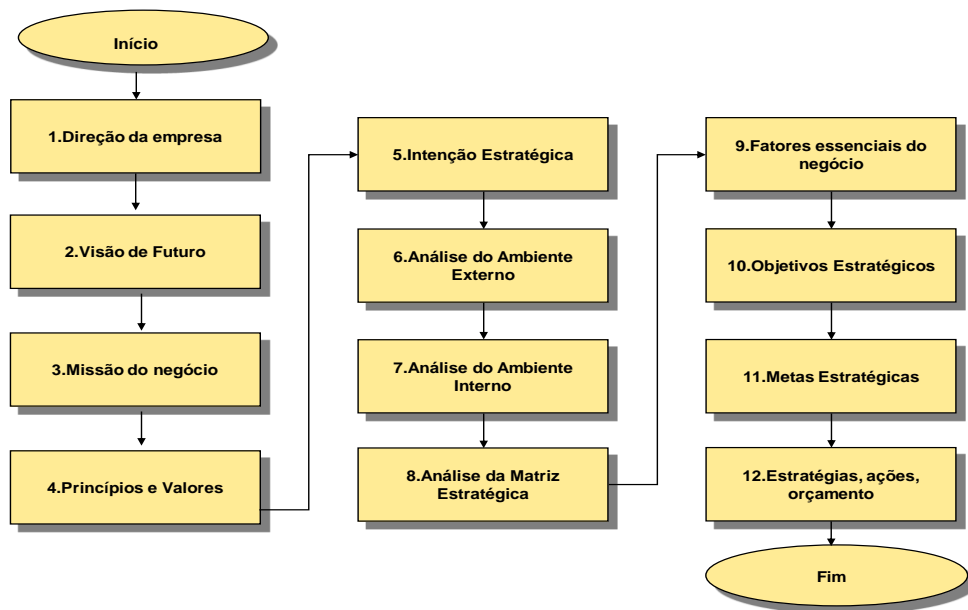 Início
1.Direção da empresa
2.Visão de Futuro
3.Missão do negócio
4.Princípios e Valores
5.Intenção Estratégica
6.Análise do Ambiente
Externo
7.Análise do Ambiente
Interno
8.Análise da Matriz
Estratégica
9.Fatores essenciais do
negócio
10.Objetivos Estratégicos
11.Metas Estratégicas
12.Estratégias, ações,
orçamento
Fim